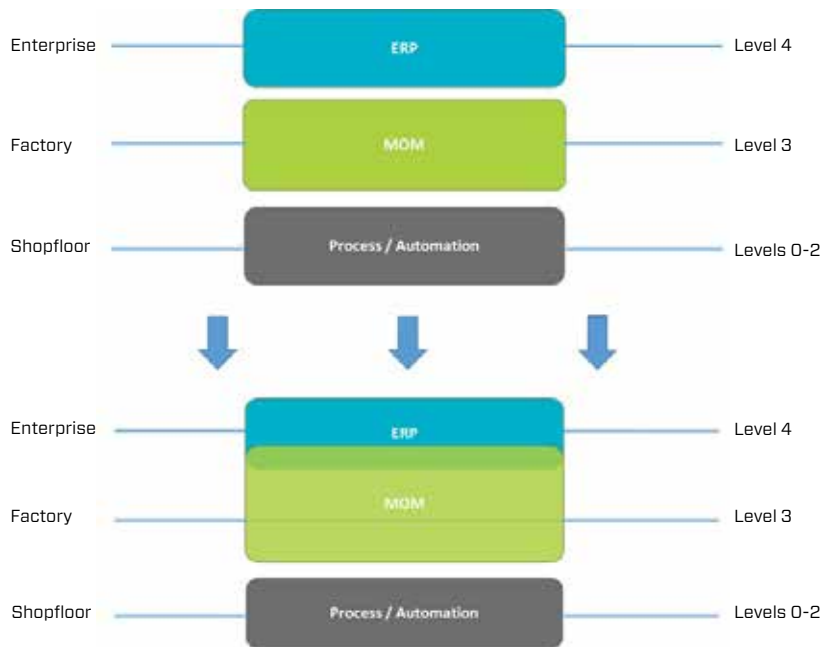 Enterprise ERP Level 4
Factory MOM Level 3
Shopfloor Process / Automation Levels 0-2
Enterprise ERP Level 4
Factory MOM Level 3
Shopfloor Process / Automation Levels 0-2